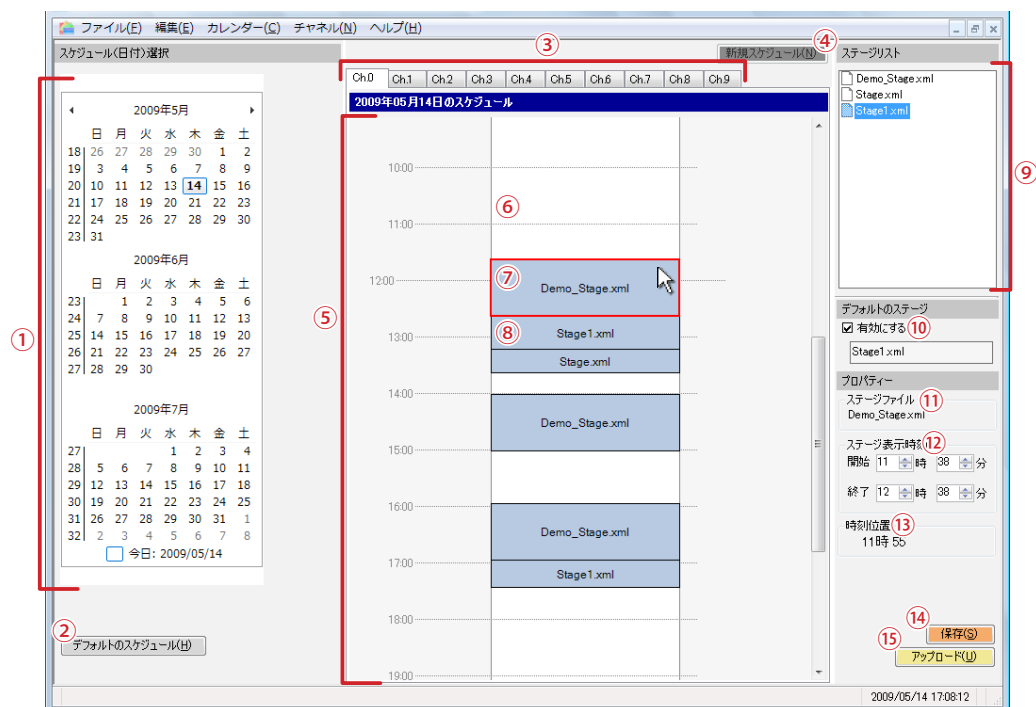 ファイル(F) 編集(E) カレンダー(C) チャネル(N) ヘルプ(H)
スケジュール(日付)選択
③
新規スケジュール(N)
④
ステージリスト
①
2009年5月
日 月 火 水 木 金 土
18 26 27 28 29 30 1 2
19 3 4 5 6 7 8 9
20 10 11 12 13 14 15 16
21 17 18 19 20 21 22 23
22 24 25 26 27 28 29 30
23 31
2009年6月
日 月 火 水 木 金 土
23 1 2 3 4 5 6
24 7 8 9 10 11 12 13
25 14 15 16 17 18 19 20
26 21 22 23 24 25 26 27
27 28 29 30
2009年7月
日 月 火 水 木 金 土
27 1 2 3 4
28 5 6 7 8 9 10 11
29 12 13 14 15 16 17 18
30 19 20 21 22 23 24 25
31 26 27 28 29 30 31 1
32 2 3 4 5 6 7 8
今日: 2009/05/14
②
デフォルトのスケジュール(H)
Ch.0 Ch.1 Ch.2 Ch.3 Ch.4 Ch.5 Ch.6 Ch.7 Ch.8 Ch.9
2009年05月14日のスケジュール
⑤
10:00
⑥
11:00
12:00
⑦
Demo_Stage.xml
13:00
⑧
Stage1.xml
Stage.xml
14:00
Demo_Stage.xml
15:00
16:00
Demo_Stage.xml
17:00
Stage1.xml
18:00
19:00
Demo_Stage.xml
Stage.xml
Stage1.xml
⑨
デフォルトのステージ
有効にする ⑩
Stage1.xml
プロパティー
ステージファイル ⑪
Demo_Stage.xml
ステージ表示時刻 ⑫
開始 11 時 38 分
終了 12 時 38 分
時刻位置 ⑬
11時 55
⑭
保存(S)
⑮
アップロード(U)
2009/05/14 17:08:12